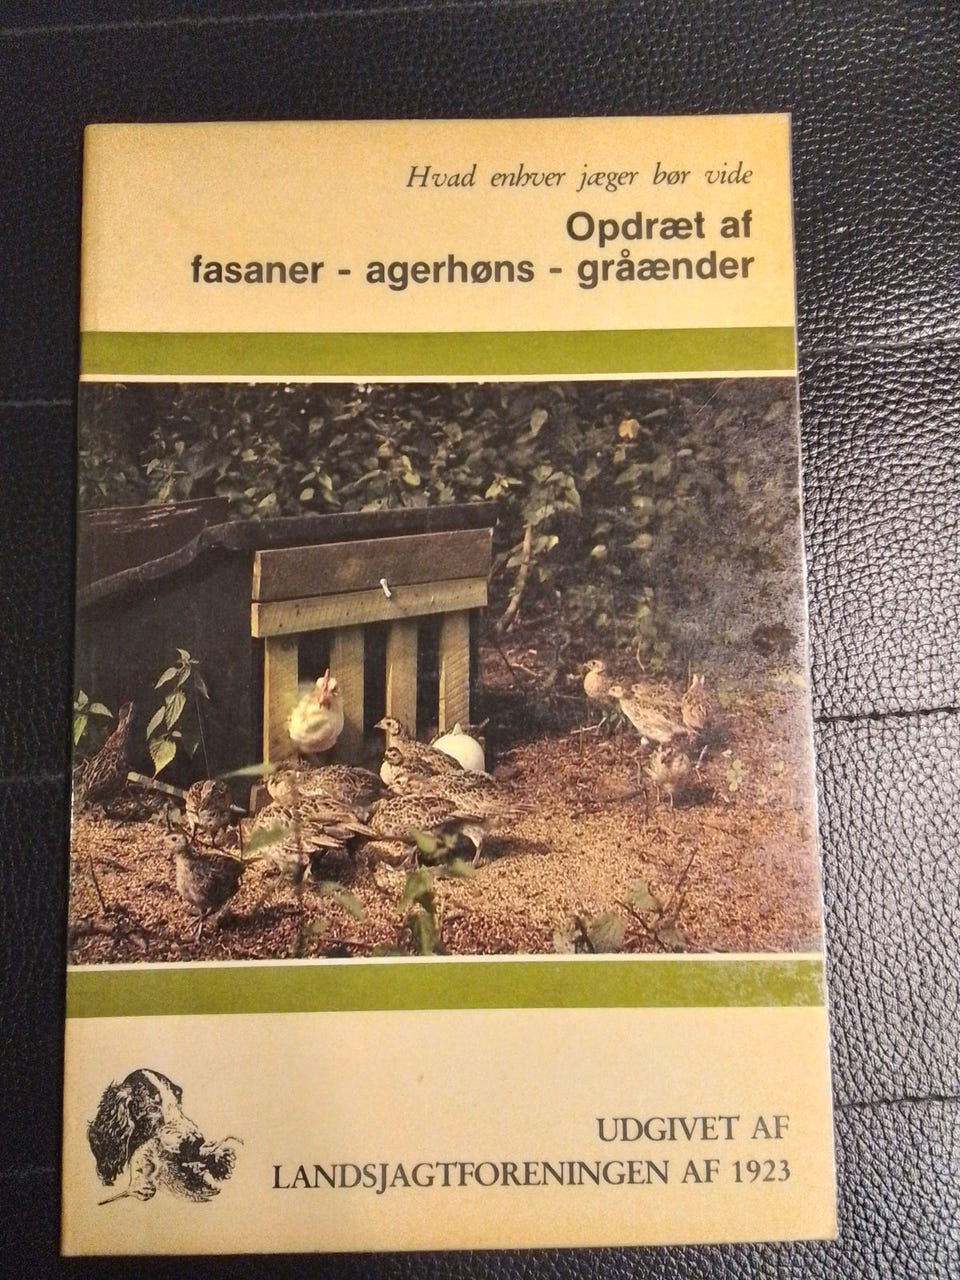 Hvad enhver jæger bør vide
Opdræt af
fasaner - agerhøns - gråænder
UDGIVET AF
LANDSJAGTFORENINGEN AF 1923